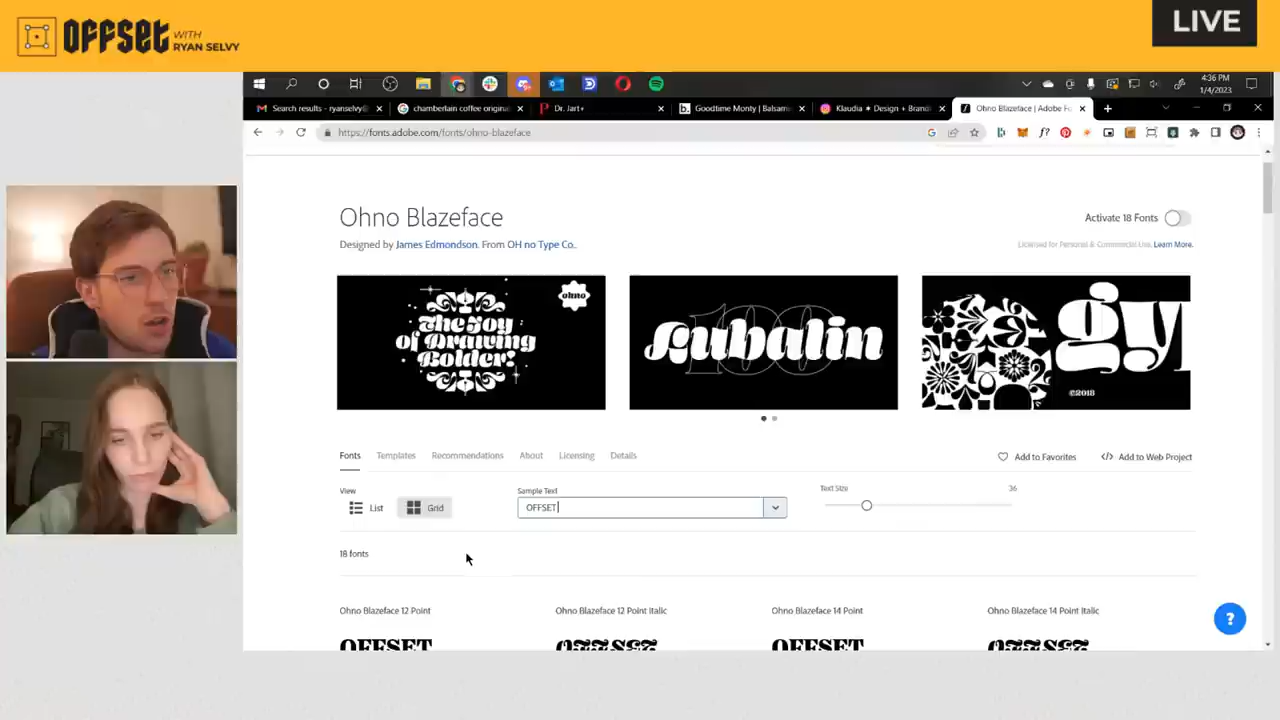 OFFSET WITH RYAN SELVY
LIVE
4:36 PM
1/4/2023
Search results - ryanselvy@
chamberlain coffee origina
Dr. Jart+
Goodtime Monty | Balsam
Klaudia ✶ Design + Brand
Ohno Blazeface | Adobe Fo
https://fonts.adobe.com/fonts/ohno-blazeface
Ohno Blazeface
Activate 18 Fonts
Designed by James Edmondson. From OH no Type Co..
Licensed for Personal & Commercial Use. Learn More.
The Joy
of Drawing
Bolder!
ohno
100
Lubalin
gy
©2018
Fonts
Templates
Recommendations
About
Licensing
Details
Add to Favorites
</> Add to Web Project
View
List
Grid
Sample Text
OFFSET
Text Size
36
18 fonts
Ohno Blazeface 12 Point
Ohno Blazeface 12 Point Italic
Ohno Blazeface 14 Point
Ohno Blazeface 14 Point Italic
OFFSET
OFFSET
OFFSET
OFFSET
?